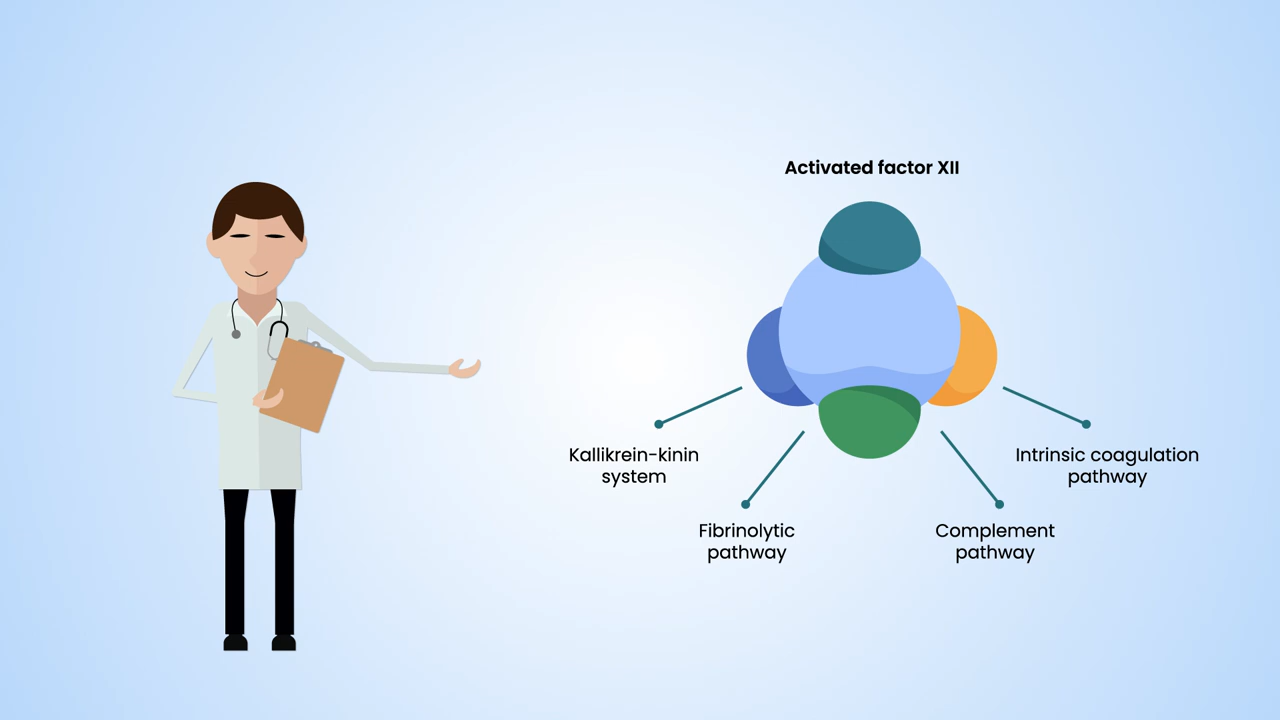 Activated factor XII
Kallikrein-kinin
system
Fibrinolytic
pathway
Complement
pathway
Intrinsic coagulation
pathway